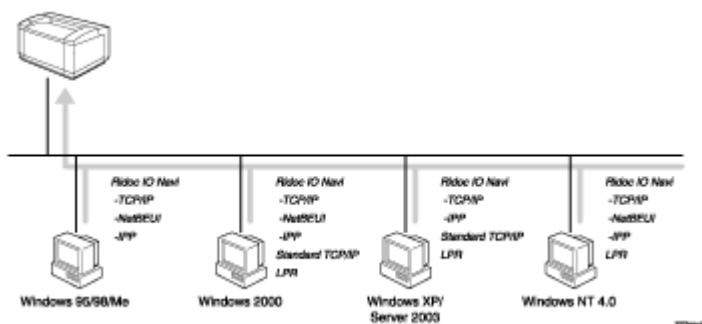 Ridoc IO Navi
-TCP/IP
-NetBEUI
-IPP
Windows 95/98/Me
Ridoc IO Navi
-TCP/IP
-NetBEUI
-IPP
Standard TCP/IP
LPR
Windows 2000
Ridoc IO Navi
-TCP/IP
-IPP
Standard TCP/IP
LPR
Windows XP/
Server 2003
Ridoc IO Navi
-TCP/IP
-NetBEUI
-IPP
LPR
Windows NT 4.0